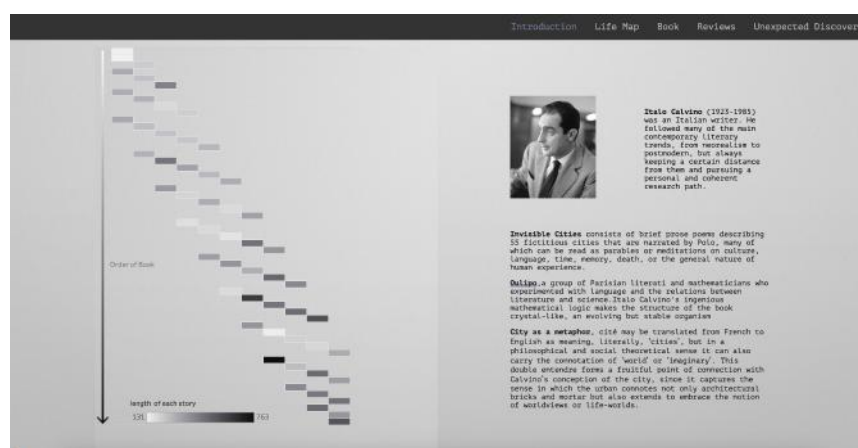 Introduction Life Map Book Reviews Unexpected Discover
Order of Book
length of each story
131 763
Italo Calvino (1923-1985)
was an Italian writer. He
followed many of the main
contemporary literary
trends, from neorealism to
postmodern, but always
keeping a certain distance
from them and pursuing a
personal and coherent
research path.
Invisible Cities consists of brief prose poems describing
55 fictitious cities that are narrated by Polo, many of
which can be read as parables or meditations on culture,
language, time, memory, death, or the general nature of
human experience.
Oulipo,a group of Parisian literati and mathematicians who
experimented with language and the relations between
literature and science.Italo Calvino's ingenious
mathematical logic makes the structure of the book
crystal-like, an evolving but stable organism
City as a metaphor, cité may be translated from French to
English as meaning, literally, 'cities', but in a
philosophical and social theoretical sense it can also
carry the connotation of 'world' or 'imaginary'. This
double entendre forms a fruitful point of connection with
Calvino's conception of the city, since it captures the
sense in which the urban connotes not only architectural
bricks and mortar but also extends to embrace the notion
of worldviews or life-worlds.